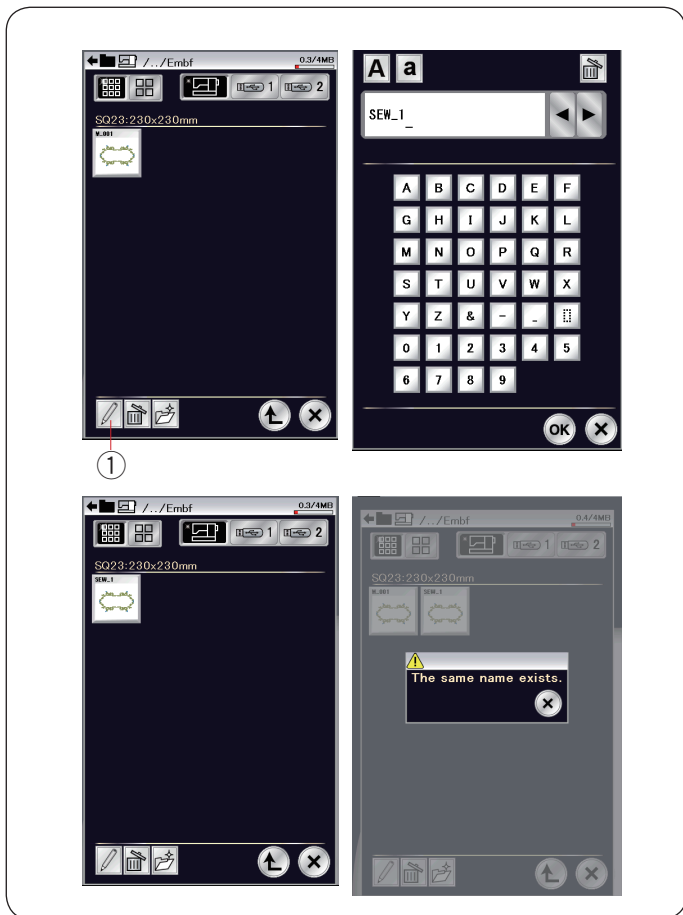 /../Embf 0.3/4MB
1 2
SQ23:230x230mm
M_001
①
A a
SEW_1_
A B C D E F
G H I J K L
M N O P Q R
S T U V W X
Y Z & - _
0 1 2 3 4 5
6 7 8 9
OK
/../Embf 0.3/4MB
1 2
SQ23:230x230mm
SEW_1
/../Embf 0.4/4MB
1 2
SQ23:230x230mm
M_001 SEW_1
The same name exists.